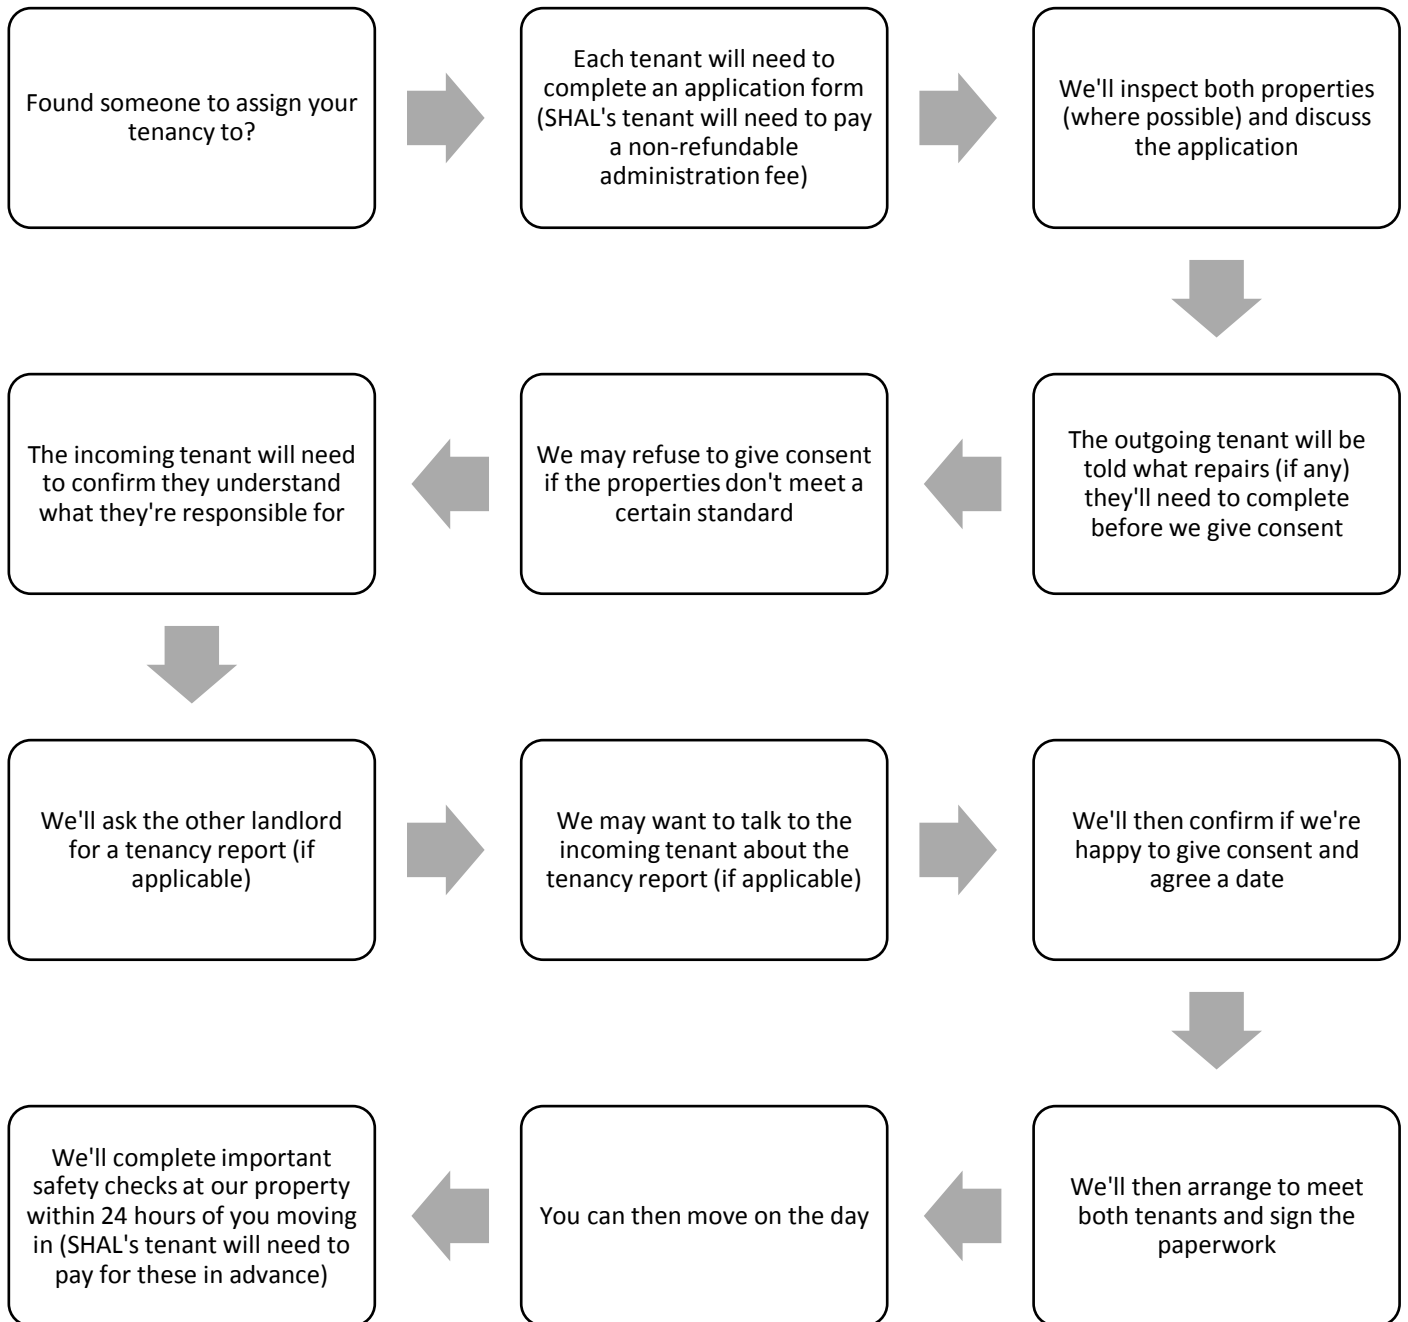 Found someone to assign your
tenancy to?
Each tenant will need to
complete an application form
(SHAL's tenant will need to pay
a non-refundable
administration fee)
We'll inspect both properties
(where possible) and discuss
the application
The outgoing tenant will be
told what repairs (if any)
they'll need to complete
before we give consent
We may refuse to give consent
if the properties don't meet a
certain standard
The incoming tenant will need
to confirm they understand
what they're responsible for
We'll ask the other landlord
for a tenancy report (if
applicable)
We may want to talk to the
incoming tenant about the
tenancy report (if applicable)
We'll then confirm if we're
happy to give consent and
agree a date
We'll then arrange to meet
both tenants and sign the
paperwork
You can then move on the day
We'll complete important
safety checks at our property
within 24 hours of you moving
in (SHAL's tenant will need to
pay for these in advance)